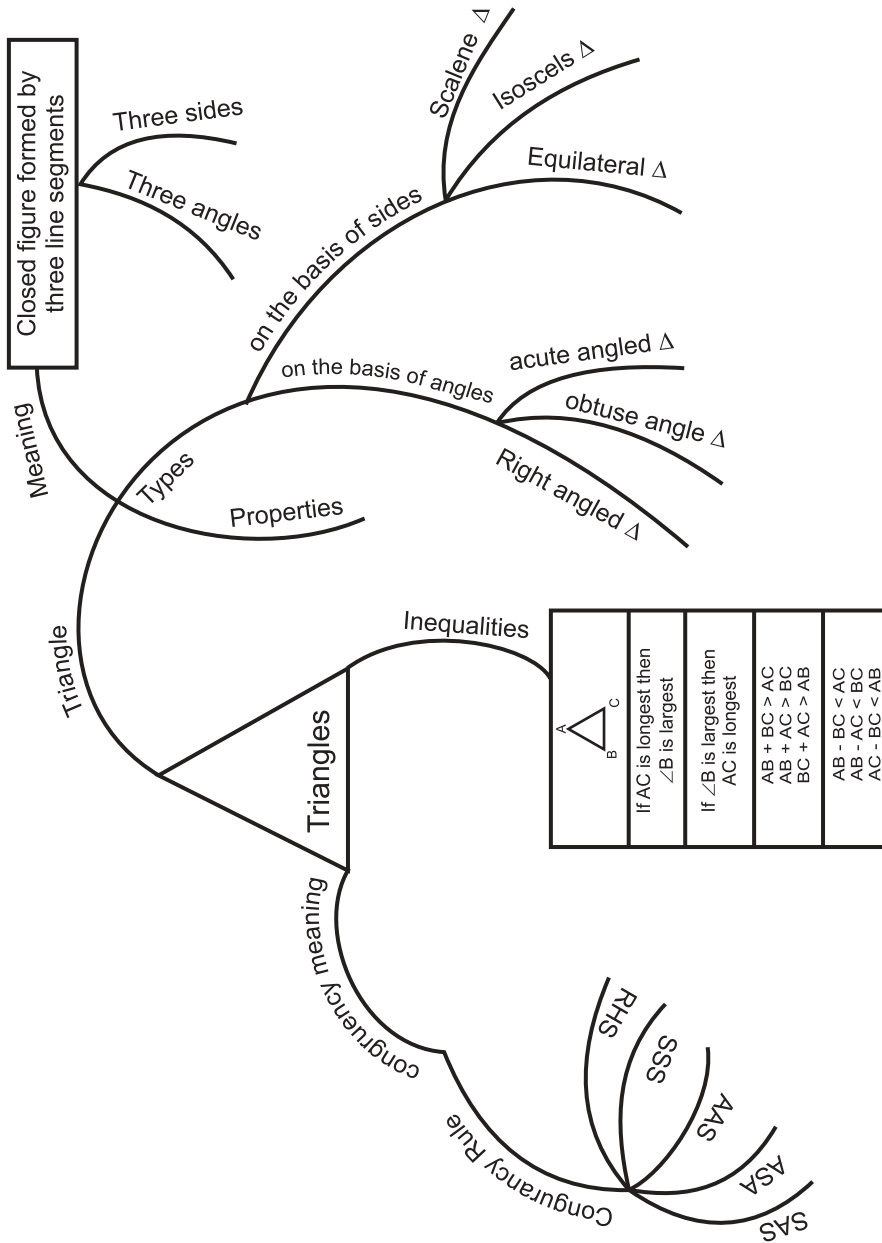 Closed figure formed by
three line segments
Three sides
Three angles
Meaning
Triangle
Types
Properties
on the basis of sides
Scalene Δ
Isoscels Δ
Equilateral Δ
on the basis of angles
acute angled Δ
obtuse angle Δ
Right angled Δ
Triangles
Inequalities
A
B
C
If AC is longest then
∠B is largest
If ∠B is largest then
AC is longest
AB + BC > AC
AB + AC > BC
BC + AC > AB
AB - BC < AC
AB - AC < BC
AC - BC < AB
congruency meaning
Congurancy Rule
RHS
SSS
AAS
ASA
SAS